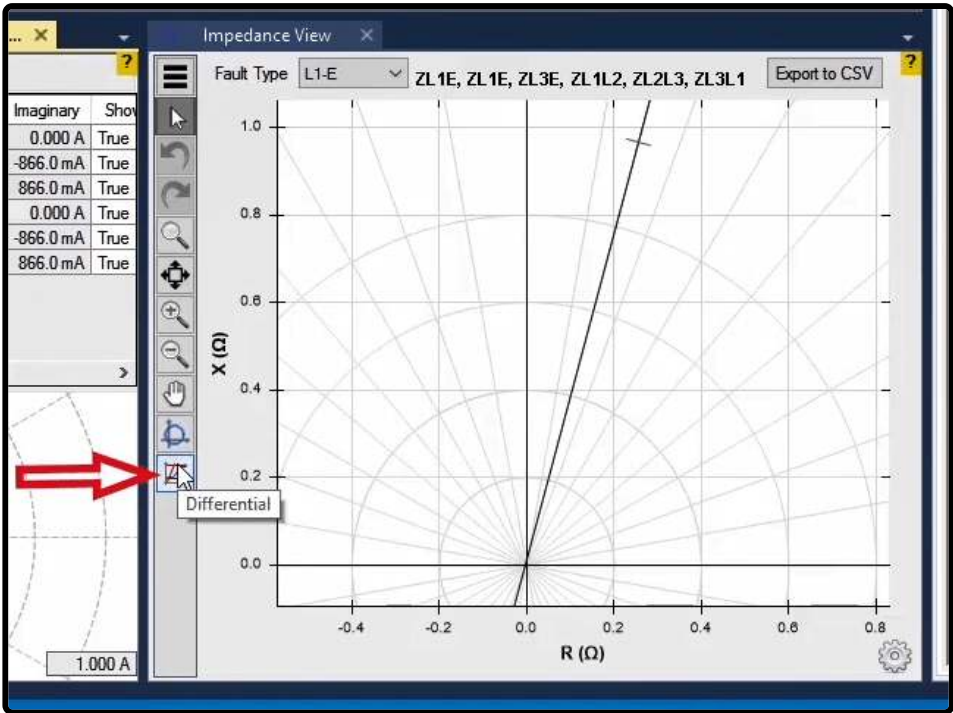 ... ×
Impedance View ×
?
?
Fault Type L1-E ZL1E, ZL1E, ZL3E, ZL1L2, ZL2L3, ZL3L1 Export to CSV
Imaginary
0.000 A True
-866.0 mA True
866.0 mA True
0.000 A True
-866.0 mA True
866.0 mA True
>
1.0
0.8
0.6
0.4
0.2
0.0
X (Ω)
Differential
-0.4 -0.2 0.0 0.2 0.4 0.6 0.8
R (Ω)
1.000 A